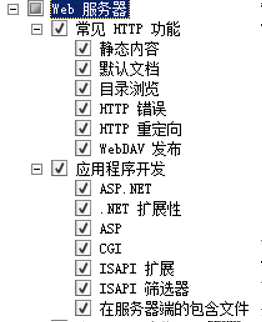 Web 服务器
常见 HTTP 功能
静态内容
默认文档
目录浏览
HTTP 错误
HTTP 重定向
WebDAV 发布
应用程序开发
ASP.NET
.NET 扩展性
ASP
CGI
ISAPI 扩展
ISAPI 筛选器
在服务器端的包含文件